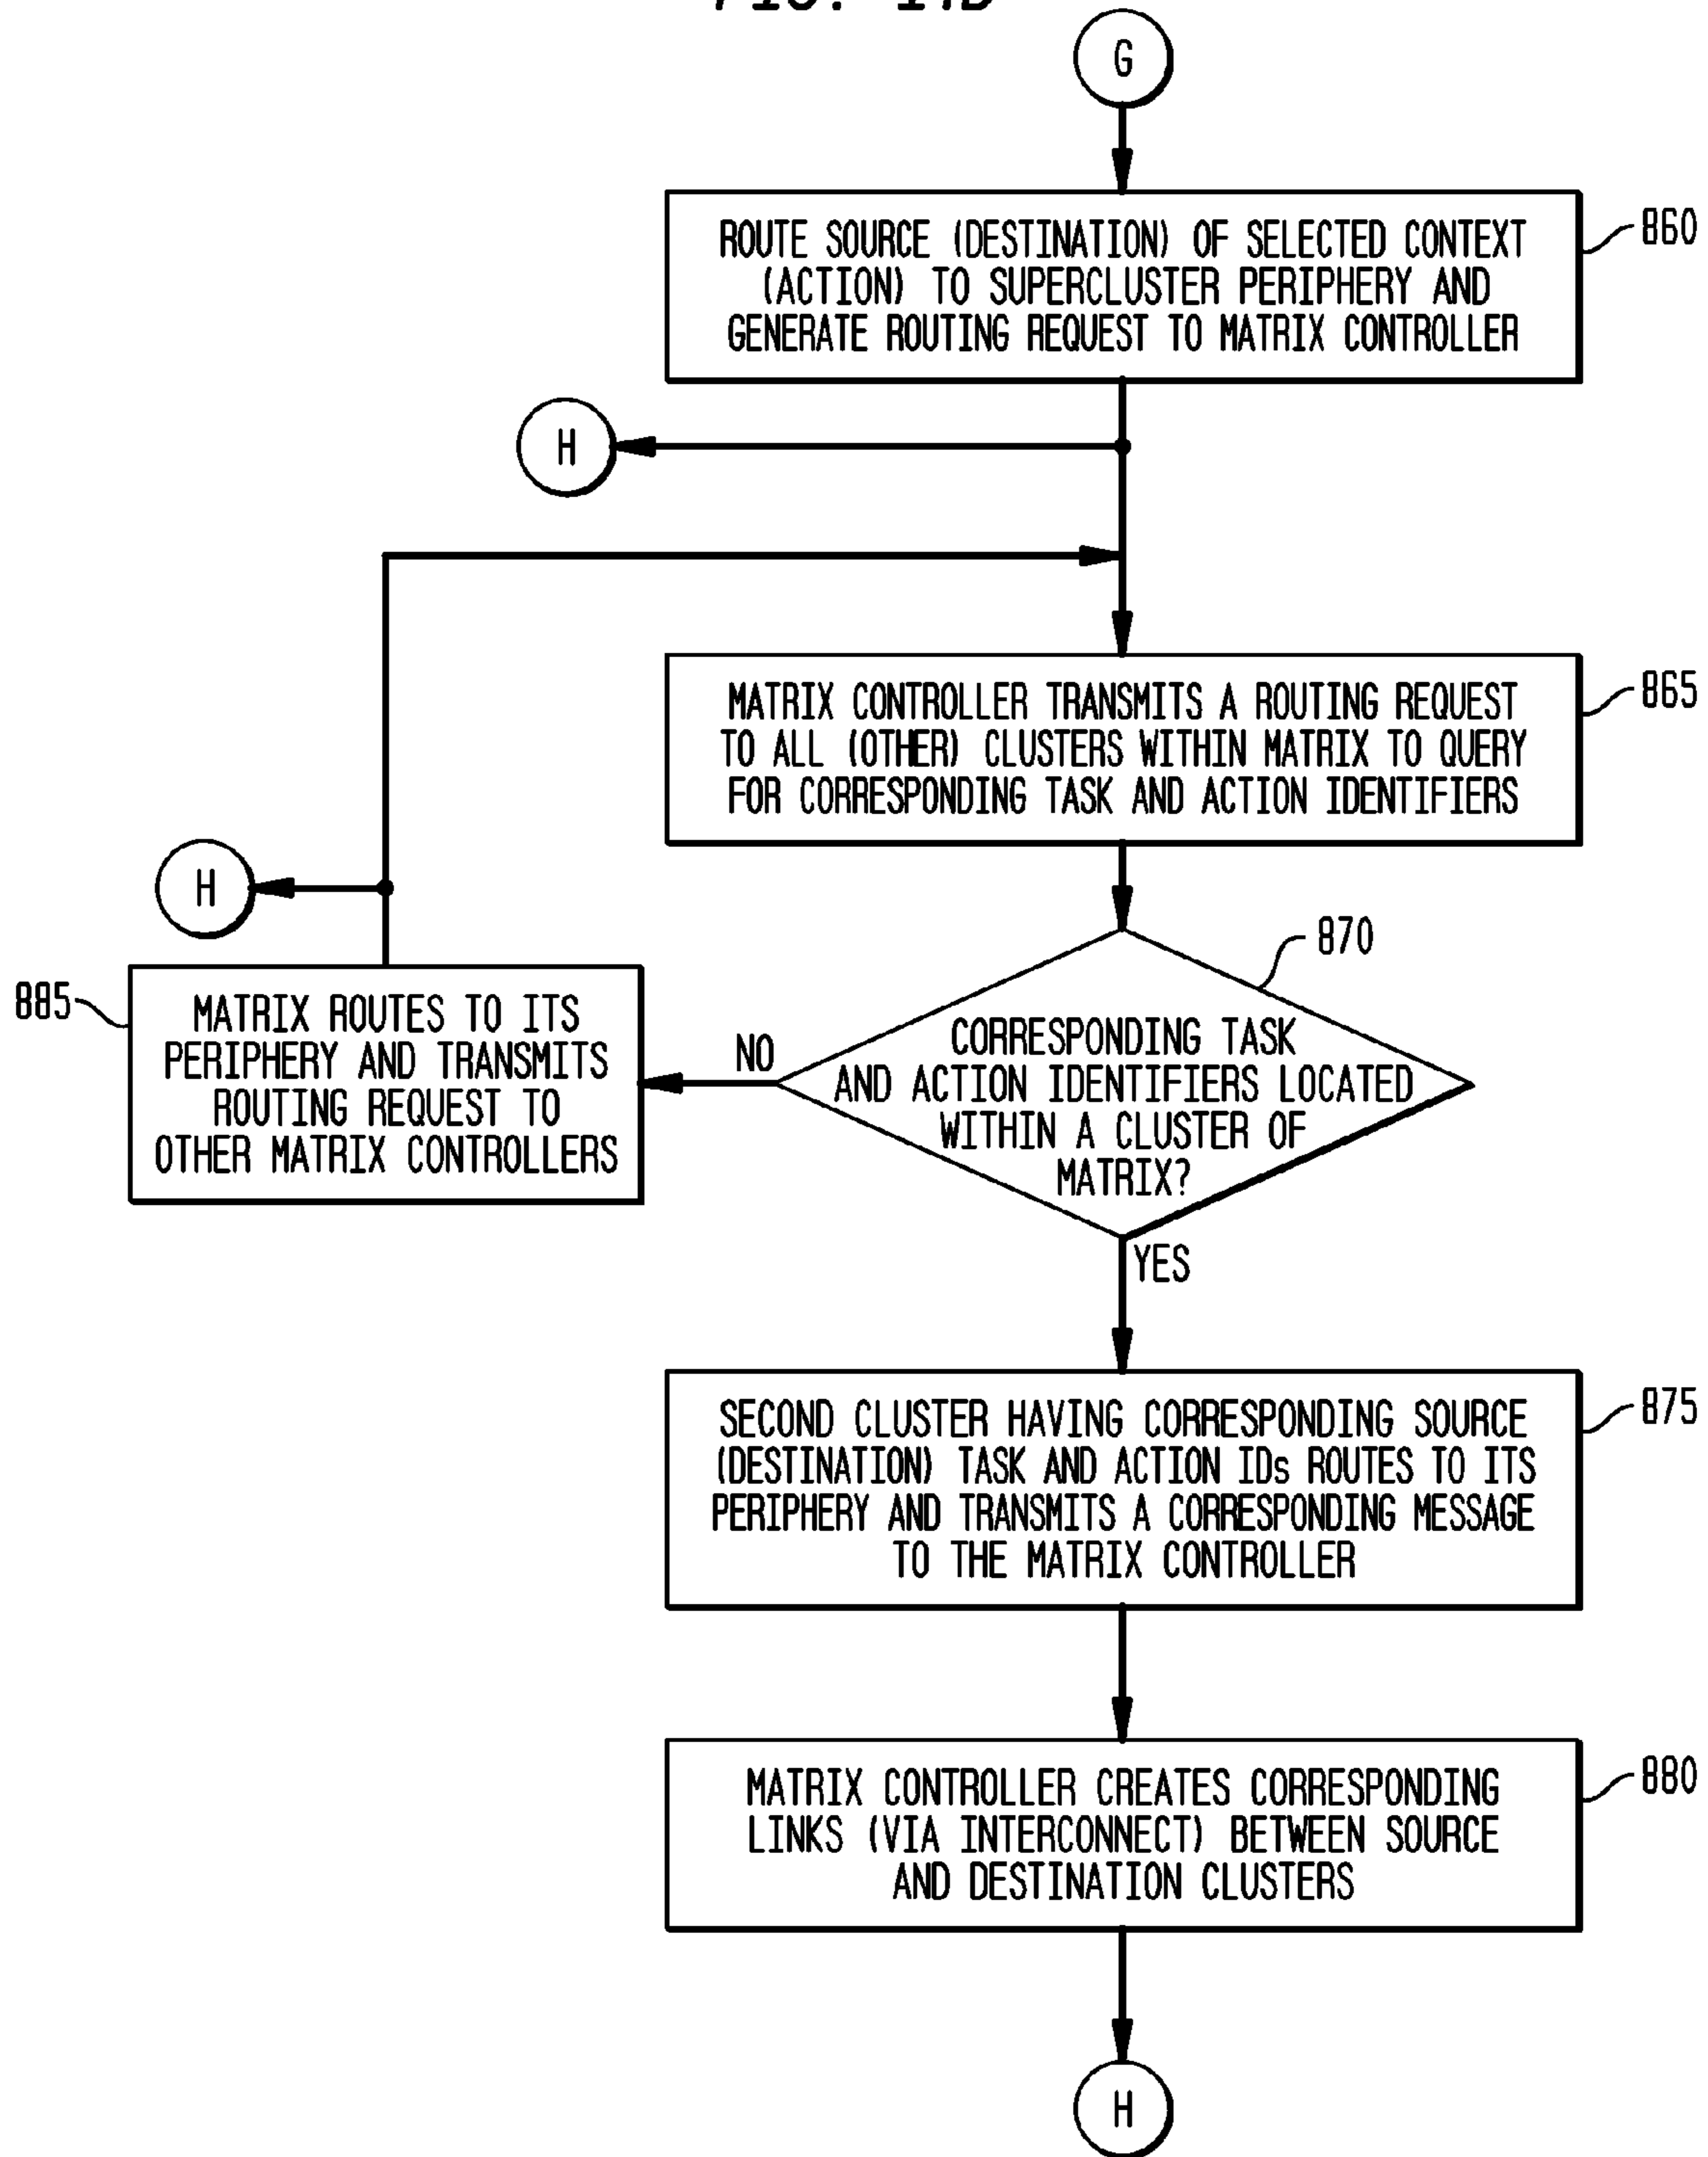 G
ROUTE SOURCE (DESTINATION) OF SELECTED CONTEXT
(ACTION) TO SUPERCLUSTER PERIPHERY AND
GENERATE ROUTING REQUEST TO MATRIX CONTROLLER
860
H
MATRIX CONTROLLER TRANSMITS A ROUTING REQUEST
TO ALL (OTHER) CLUSTERS WITHIN MATRIX TO QUERY
FOR CORRESPONDING TASK AND ACTION IDENTIFIERS
865
H
870
CORRESPONDING TASK
AND ACTION IDENTIFIERS LOCATED
WITHIN A CLUSTER OF
MATRIX?
NO
885
MATRIX ROUTES TO ITS
PERIPHERY AND TRANSMITS
ROUTING REQUEST TO
OTHER MATRIX CONTROLLERS
YES
SECOND CLUSTER HAVING CORRESPONDING SOURCE
(DESTINATION) TASK AND ACTION IDs ROUTES TO ITS
PERIPHERY AND TRANSMITS A CORRESPONDING MESSAGE
TO THE MATRIX CONTROLLER
875
MATRIX CONTROLLER CREATES CORRESPONDING
LINKS (VIA INTERCONNECT) BETWEEN SOURCE
AND DESTINATION CLUSTERS
880
H